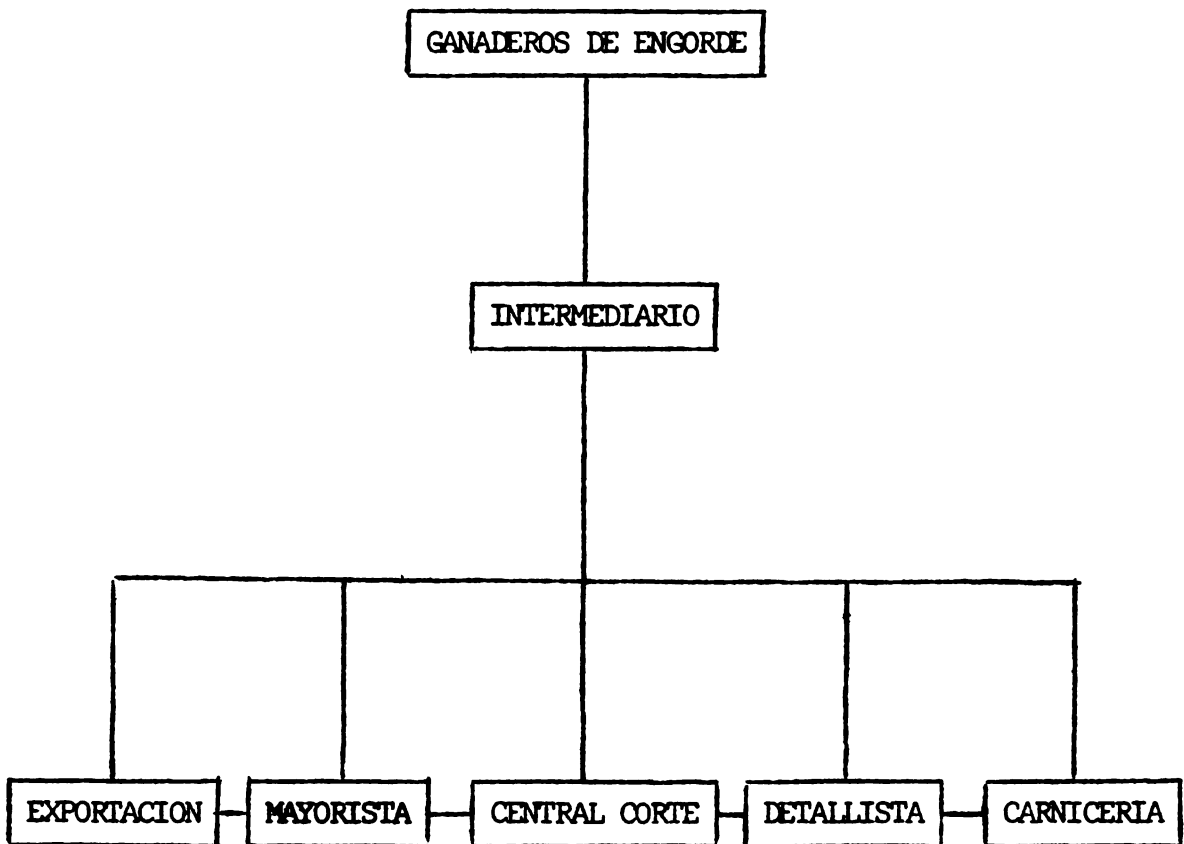 GANADEROS DE ENGORDE
INTERMEDIARIO
EXPORTACION
MAYORISTA
CENTRAL CORTE
DETALLISTA
CARNICERIA